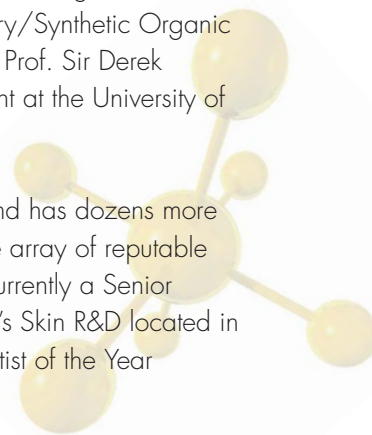 ry/Synthetic Organic
Prof. Sir Derek
nt at the University of
nd has dozens more
e array of reputable
urrently a Senior
's Skin R&D located in
tist of the Year